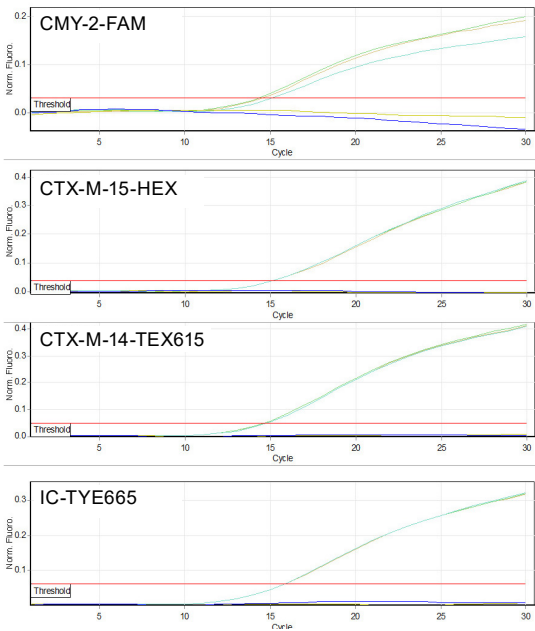 CMY-2-FAM
Norm. Fluoro.
0.2
0.1
0.0
Threshold
5 10 15 20 25 30
Cycle
CTX-M-15-HEX
Norm. Fluoro.
0.4
0.3
0.2
0.1
0.0
Threshold
5 10 15 20 25 30
Cycle
CTX-M-14-TEX615
Norm. Fluoro.
0.4
0.3
0.2
0.1
0.0
Threshold
5 10 15 20 25 30
Cycle
IC-TYE665
Norm. Fluoro.
0.3
0.2
0.1
Threshold
5 10 15 20 25 30
Cycle